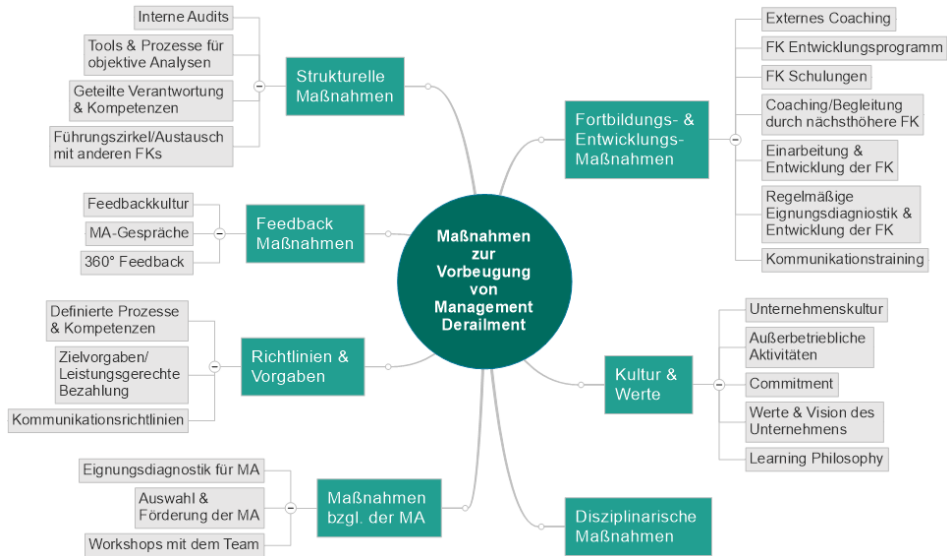 Maßnahmen
zur
Vorbeugung
von
Management
Derailment
Strukturelle
Maßnahmen
Interne Audits
Tools & Prozesse für
objektive Analysen
Geteilte Verantwortung
& Kompetenzen
Führungszirkel/Austausch
mit anderen FKs
Feedback
Maßnahmen
Feedbackkultur
MA-Gespräche
360° Feedback
Richtlinien &
Vorgaben
Definierte Prozesse
& Kompetenzen
Zielvorgaben/
Leistungsgerechte
Bezahlung
Kommunikationsrichtlinien
Maßnahmen
bzgl. der MA
Eignungsdiagnostik für MA
Auswahl &
Förderung der MA
Workshops mit dem Team
Fortbildungs- &
Entwicklungs-
Maßnahmen
Externes Coaching
FK Entwicklungsprogramm
FK Schulungen
Coaching/Begleitung
durch nächsthöhere FK
Einarbeitung &
Entwicklung der FK
Regelmäßige
Eignungsdiagniostik &
Entwicklung der FK
Kommunikationstraining
Kultur &
Werte
Unternehmenskultur
Außerbetriebliche
Aktivitäten
Commitment
Werte & Vision des
Unternehmens
Learning Philosophy
Disziplinarische
Maßnahmen